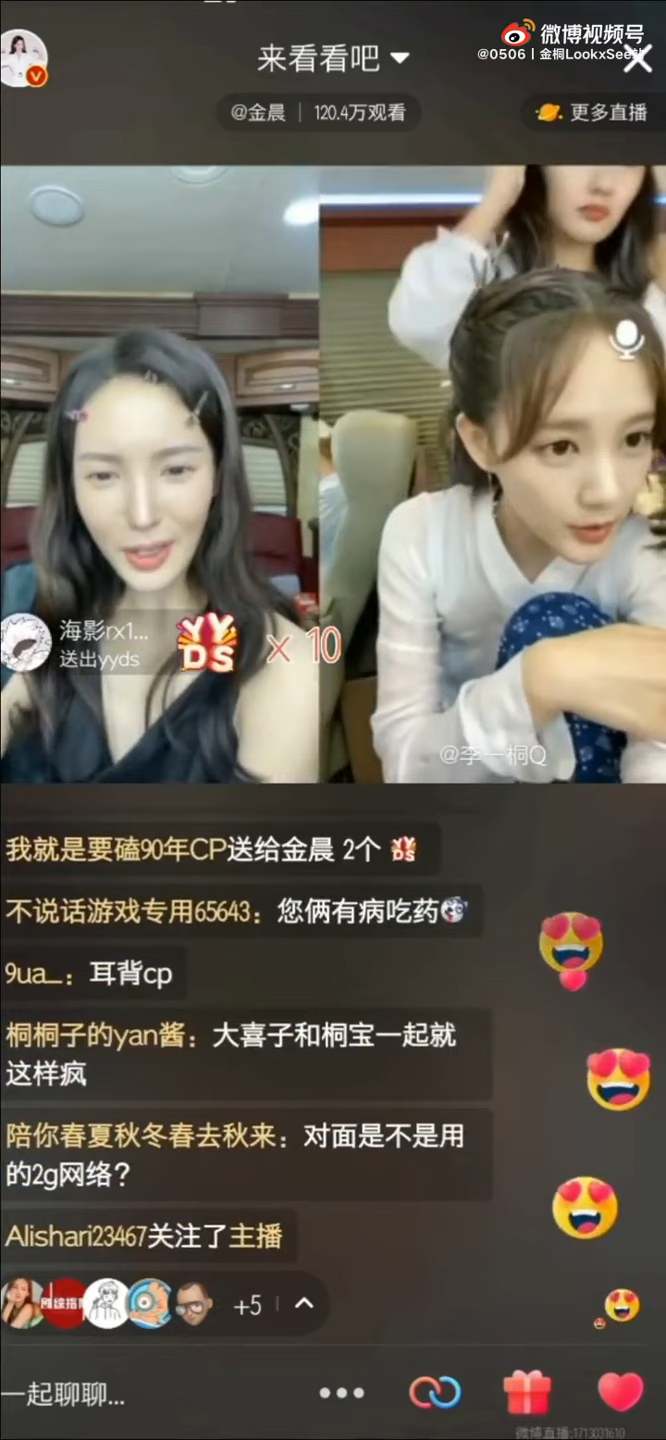 微博视频号
@0506 | 金桐LookxSee站
来看看吧
@金晨 | 120.4万观看
更多直播
海影rx1...
送出yyds
YYDS × 10
@李一桐Q
我就是要磕90年CP送给金晨 2个
不说话游戏专用65643：您俩有病吃药
9ua_：耳背cp
桐桐子的yan酱：大喜子和桐宝一起就
这样疯
陪你春夏秋冬春去秋来：对面是不是用
的2g网络？
Alishari23467关注了主播
+5
一起聊聊...
微博直播:1713031610